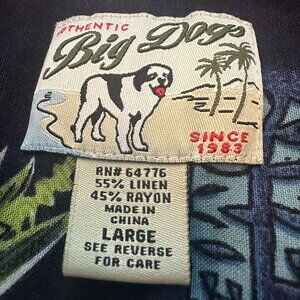 AUTHENTIC
Big Dogs
SINCE
1983
RN# 64776
55% LINEN
45% RAYON
MADE IN
CHINA
LARGE
SEE REVERSE
FOR CARE